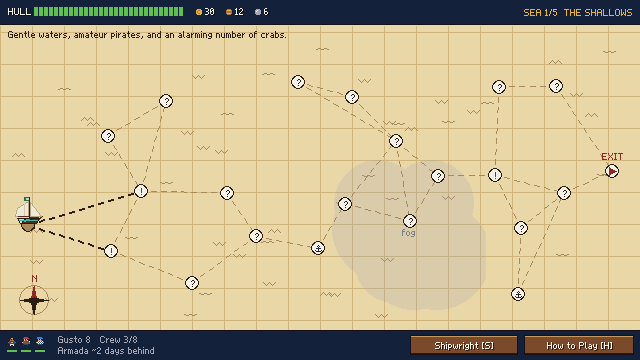 HULL 30 12 6 SEA 1/5 THE SHALLOWS
Gentle waters, amateur pirates, and an alarming number of crabs.
? ? ?
? ?
? ?
?
EXIT
? !
! ? ?
?
? fog ?
?
!
N
?
Gusto 8 Crew 3/8
Armada ~2 days behind
Shipwright [S] How to Play [H]